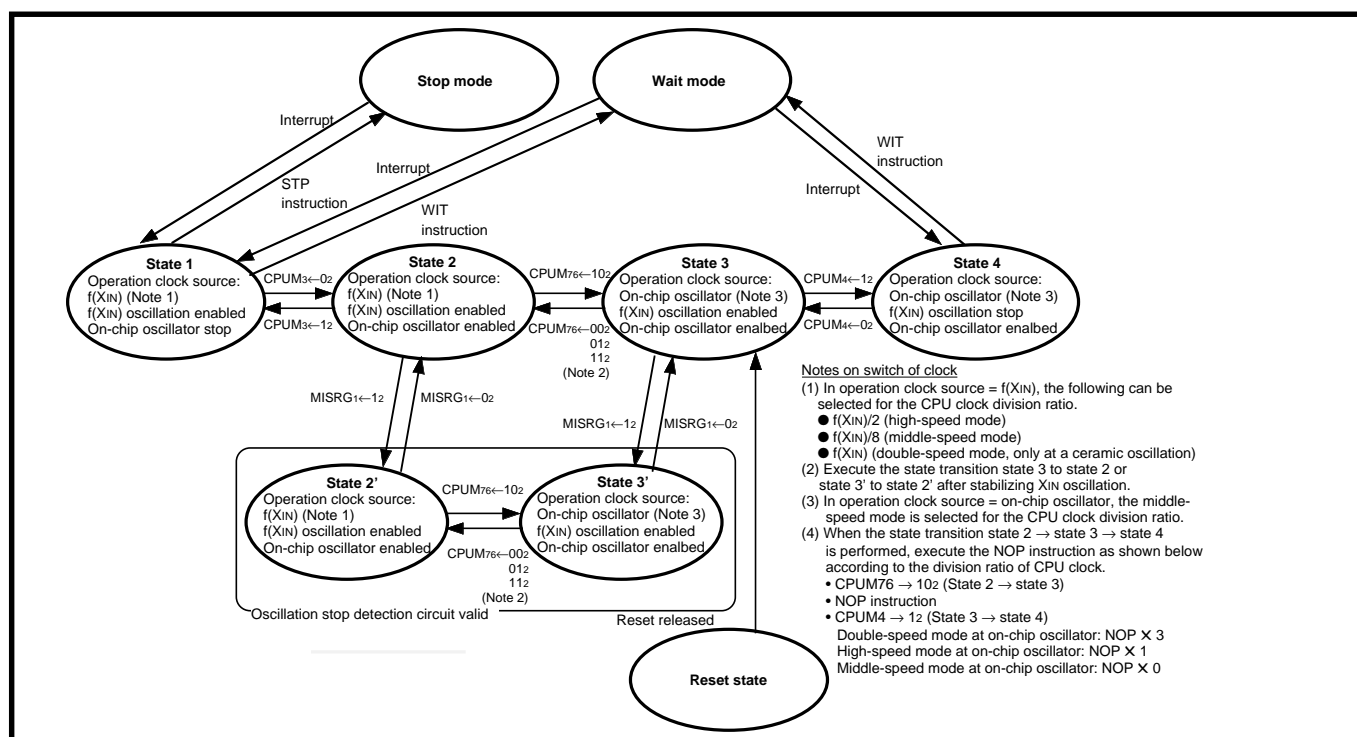 Stop mode
Wait mode
Interrupt
STP
instruction
Interrupt
WIT
instruction
WIT
instruction
Interrupt
State 1
Operation clock source:
f(XIN) (Note 1)
f(XIN) oscillation enabled
On-chip oscillator stop
CPUM3←02
CPUM3←12
State 2
Operation clock source:
f(XIN) (Note 1)
f(XIN) oscillation enabled
On-chip oscillator enabled
CPUM76←102
CPUM76←002
012
112
(Note 2)
State 3
Operation clock source:
On-chip oscillator (Note 3)
f(XIN) oscillation enabled
On-chip oscillator enalbed
CPUM4←12
CPUM4←02
State 4
Operation clock source:
On-chip oscillator (Note 3)
f(XIN) oscillation stop
On-chip oscillator enalbed
MISRG1←12
MISRG1←02
MISRG1←12
MISRG1←02
State 2'
Operation clock source:
f(XIN) (Note 1)
f(XIN) oscillation enabled
On-chip oscillator enabled
CPUM76←102
CPUM76←002
012
112
(Note 2)
State 3'
Operation clock source:
On-chip oscillator (Note 3)
f(XIN) oscillation enabled
On-chip oscillator enalbed
Oscillation stop detection circuit valid
Reset released
Reset state
Notes on switch of clock
(1) In operation clock source = f(XIN), the following can be
selected for the CPU clock division ratio.
● f(XIN)/2 (high-speed mode)
● f(XIN)/8 (middle-speed mode)
● f(XIN) (double-speed mode, only at a ceramic oscillation)
(2) Execute the state transition state 3 to state 2 or
state 3' to state 2' after stabilizing XIN oscillation.
(3) In operation clock source = on-chip oscillator, the middle-
speed mode is selected for the CPU clock division ratio.
(4) When the state transition state 2 → state 3 → state 4
is performed, execute the NOP instruction as shown below
according to the division ratio of CPU clock.
• CPUM76 → 102 (State 2 → state 3)
• NOP instruction
• CPUM4 → 12 (State 3 → state 4)
Double-speed mode at on-chip oscillator: NOP ✕ 3
High-speed mode at on-chip oscillator: NOP ✕ 1
Middle-speed mode at on-chip oscillator: NOP ✕ 0